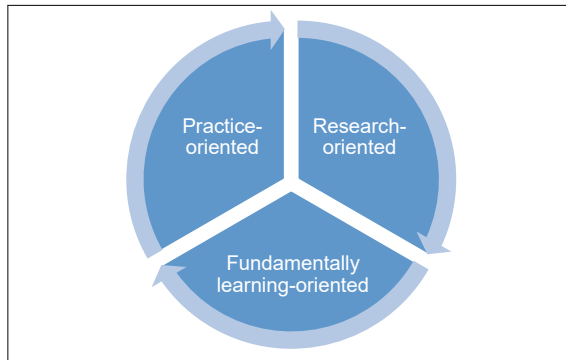 Practice-
oriented
Research-
oriented
Fundamentally
learning-oriented